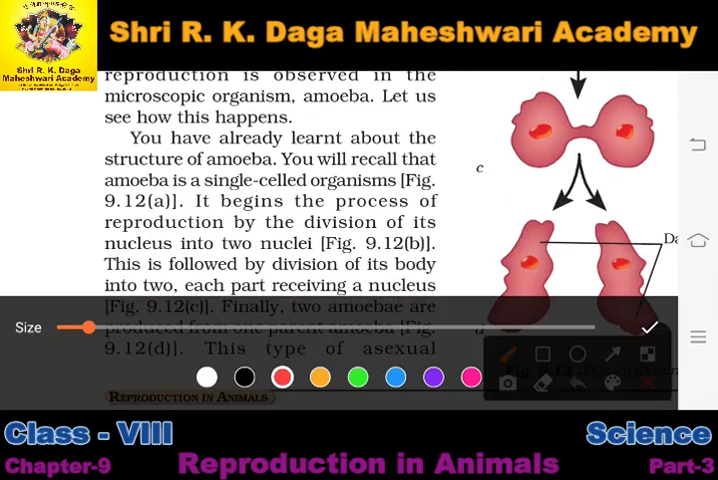 Shri R. K. Daga Maheshwari Academy
Shri R. K. Daga
Maheshwari Academy
reproduction is observed in the
microscopic organism, amoeba. Let us
see how this happens.
You have already learnt about the
structure of amoeba. You will recall that
amoeba is a single-celled organisms [Fig.
9.12(a)]. It begins the process of
reproduction by the division of its
nucleus into two nuclei [Fig. 9.12(b)].
This is followed by division of its body
into two, each part receiving a nucleus
[Fig. 9.12(c)]. Finally, two amoebae are
produced from one parent amoeba [Fig.
9.12(d)]. This type of asexual
REPRODUCTION IN ANIMALS
c
Da
d
Fig. 9.12
Size
Class - VIII
Science
Chapter-9
Reproduction in Animals
Part-3